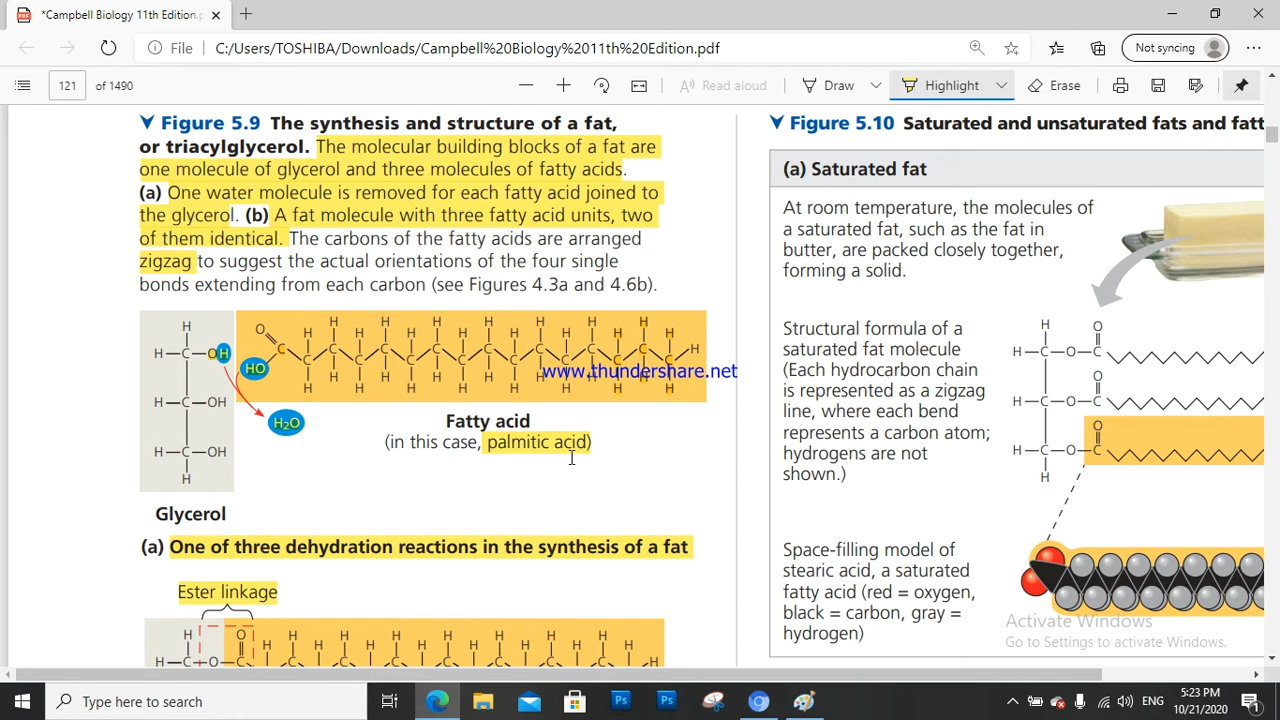 *Campbell Biology 11th Edition.p
File
C:/Users/TOSHIBA/Downloads/Campbell%20Biology%2011th%20Edition.pdf
Not syncing
121 of 1490
Read aloud
Draw
Highlight
Erase
Figure 5.9 The synthesis and structure of a fat,
or triacylglycerol. The molecular building blocks of a fat are
one molecule of glycerol and three molecules of fatty acids.
(a) One water molecule is removed for each fatty acid joined to
the glycerol. (b) A fat molecule with three fatty acid units, two
of them identical. The carbons of the fatty acids are arranged
zigzag to suggest the actual orientations of the four single
bonds extending from each carbon (see Figures 4.3a and 4.6b).
H
H C OH
H C OH
H C OH
H
HO
H₂O
www.thundershare.net
Fatty acid
(in this case, palmitic acid)
Glycerol
(a) One of three dehydration reactions in the synthesis of a fat
Ester linkage
Figure 5.10 Saturated and unsaturated fats and fatt
(a) Saturated fat
At room temperature, the molecules of
a saturated fat, such as the fat in
butter, are packed closely together,
forming a solid.
Structural formula of a
saturated fat molecule
(Each hydrocarbon chain
is represented as a zigzag
line, where each bend
represents a carbon atom;
hydrogens are not
shown.)
H O
H C O C
O
H C O C
O
H C O C
H
Space-filling model of
stearic acid, a saturated
fatty acid (red = oxygen,
black = carbon, gray =
hydrogen)
Activate Windows
Go to Settings to activate Windows.
Type here to search
ENG
5:23 PM
10/21/2020